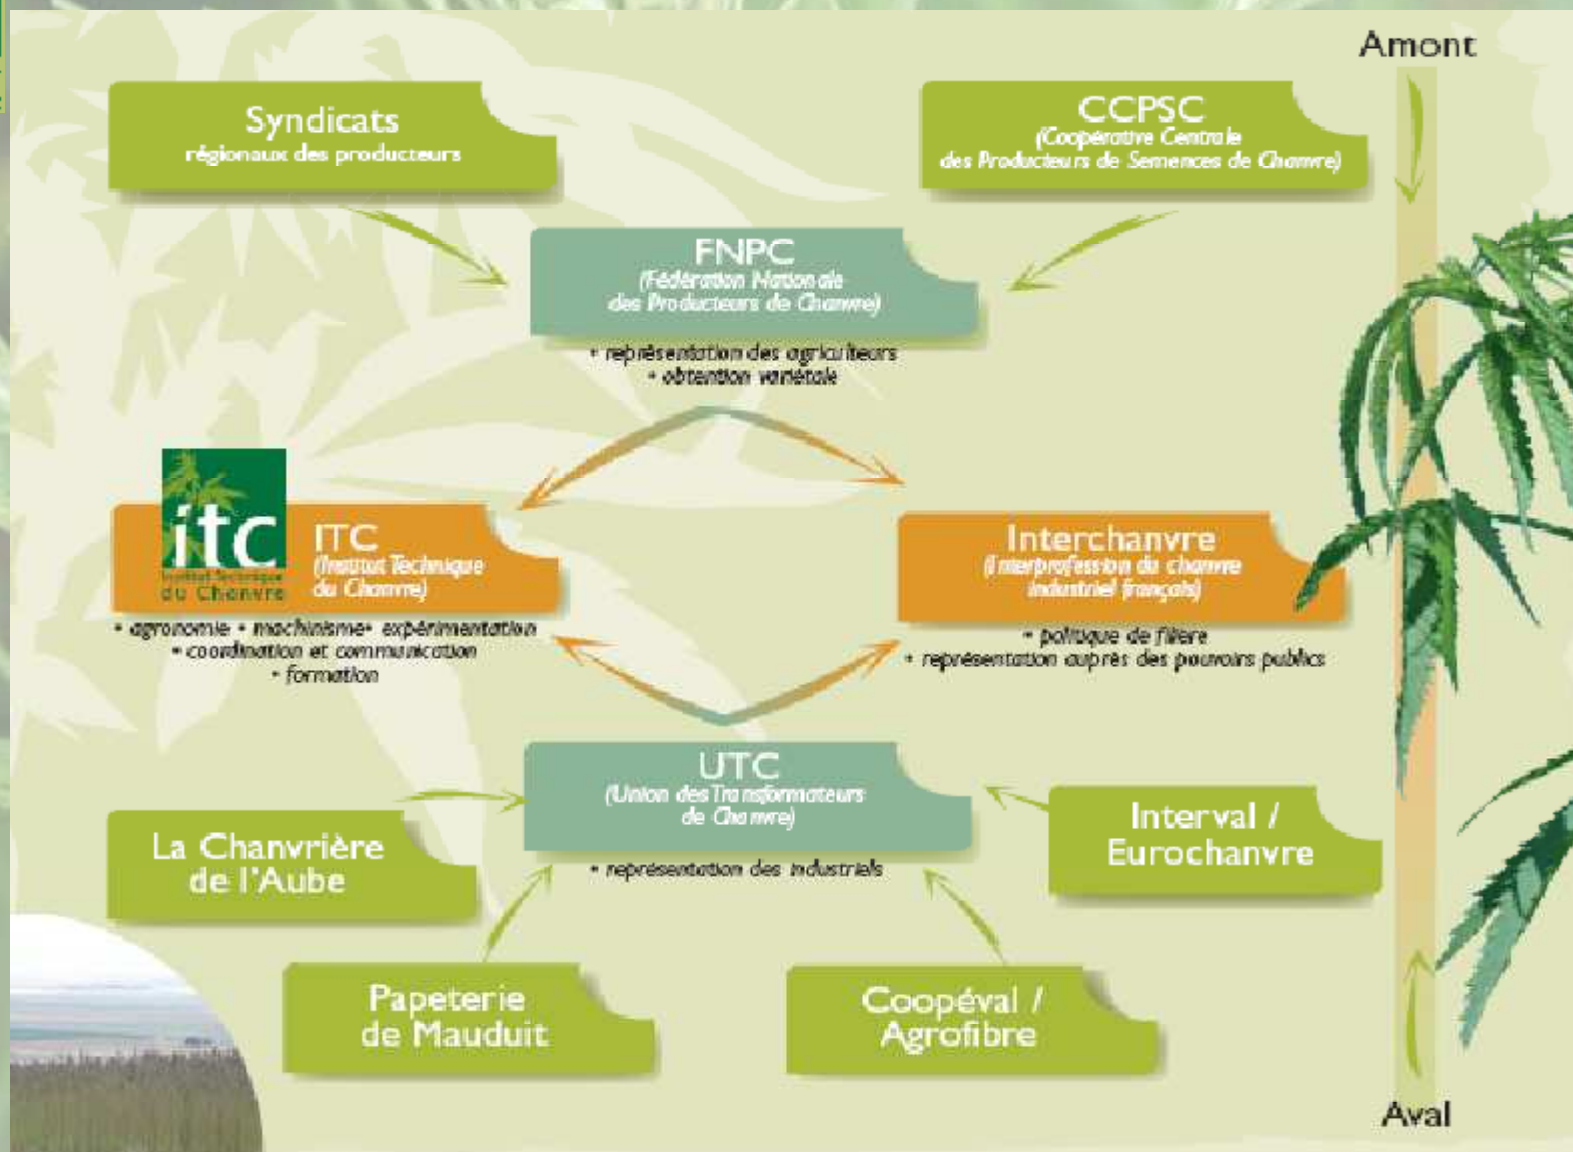 Amont
Syndicats
régionaux des producteurs
CCPSC
(Coopérative Centrale
des Producteurs de Semences de Chanvre)
FNPC
(Fédération Nationale
des Producteurs de Chanvre)
• représentation des agriculteurs
• obtention variétale
itc
Institut Technique
du Chanvre
ITC
(Institut Technique
du Chanvre)
• agronomie • machinisme• expérimentation
• coordination et communication
• formation
Interchanvre
(Interprofession du chanvre
industriel français)
• politique de filière
• représentation auprès des pouvoirs publics
UTC
(Union des Transformateurs
de Chanvre)
• représentation des industriels
La Chanvrière
de l'Aube
Interval /
Eurochanvre
Papeterie
de Mauduit
Coopéval /
Agrofibre
Aval